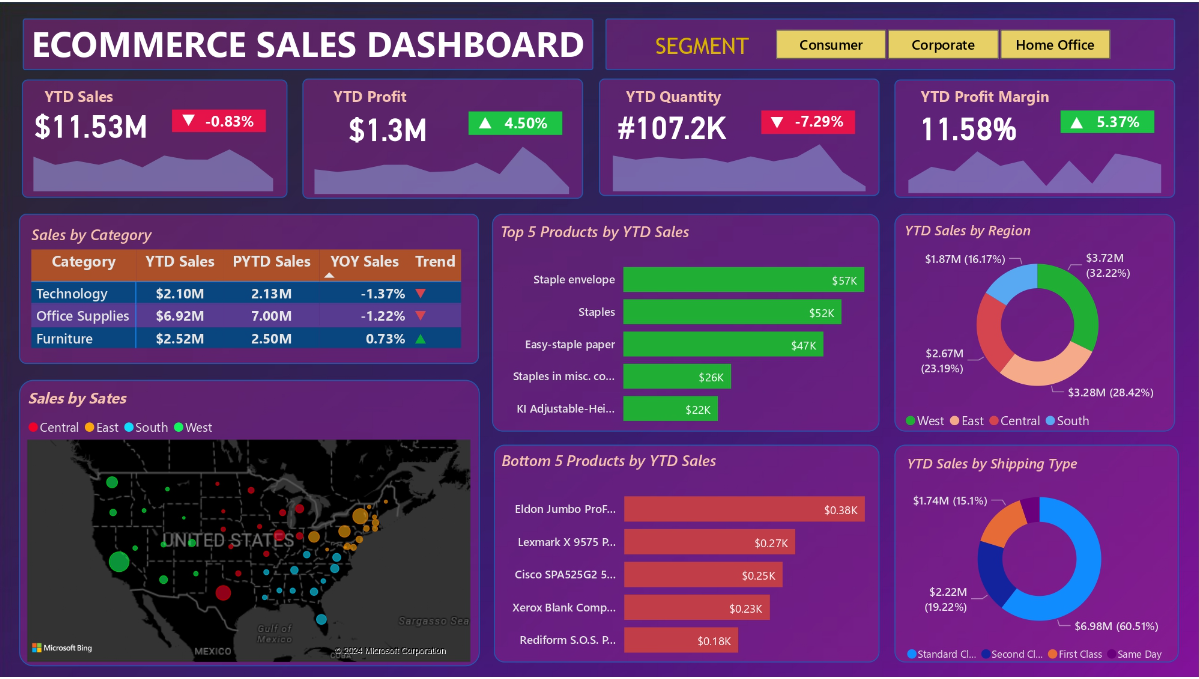 ECOMMERCE SALES DASHBOARD
SEGMENT
Consumer
Corporate
Home Office
YTD Sales
$11.53M
▼ -0.83%
YTD Profit
$1.3M
▲ 4.50%
YTD Quantity
#107.2K
▼ -7.29%
YTD Profit Margin
11.58%
▲ 5.37%
Sales by Category
Category YTD Sales PYTD Sales YOY Sales Trend
Technology $2.10M 2.13M -1.37% ▼
Office Supplies $6.92M 7.00M -1.22% ▼
Furniture $2.52M 2.50M 0.73% ▲
Sales by Sates
Central East South West
UNITED STATES
Gulf of
Mexico
Sargasso Sea
MEXICO
CUBA
Microsoft Bing
© 2024 Microsoft Corporation
Top 5 Products by YTD Sales
Staple envelope $57K
Staples $52K
Easy-staple paper $47K
Staples in misc. co... $26K
KI Adjustable-Hei... $22K
Bottom 5 Products by YTD Sales
Eldon Jumbo ProF... $0.38K
Lexmark X 9575 P... $0.27K
Cisco SPA525G2 5... $0.25K
Xerox Blank Comp... $0.23K
Rediform S.O.S. P... $0.18K
YTD Sales by Region
$1.87M (16.17%)
$3.72M
(32.22%)
$2.67M
(23.19%)
$3.28M (28.42%)
West East Central South
YTD Sales by Shipping Type
$1.74M (15.1%)
$2.22M
(19.22%)
$6.98M (60.51%)
Standard Cl... Second Cl... First Class Same Day